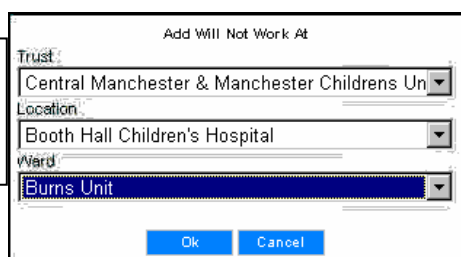 Add Will Not Work At
Trust
Central Manchester & Manchester Childrens Un
Location
Booth Hall Children's Hospital
Ward
Burns Unit
Ok Cancel